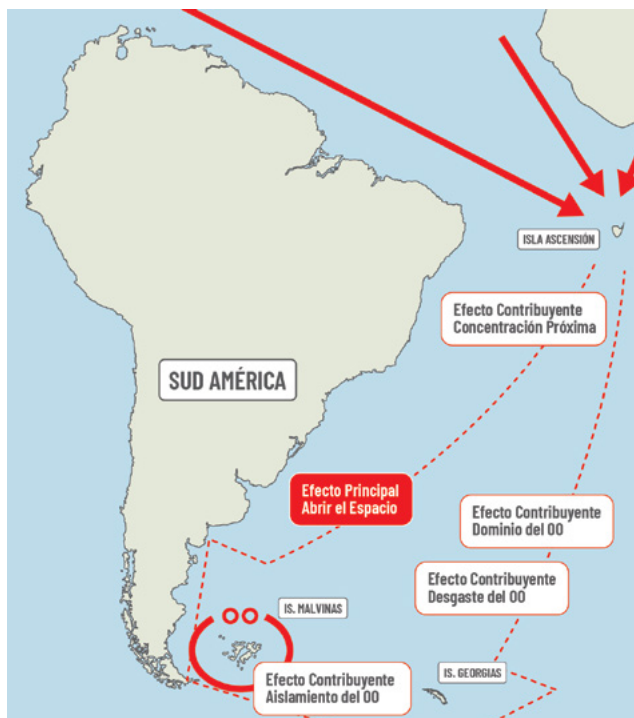 ISLA ASCENSIÓN
Efecto Contribuyente
Concentración Próxima
SUD AMÉRICA
Efecto Principal
Abrir el Espacio
Efecto Contribuyente
Dominio del OO
Efecto Contribuyente
Desgaste del OO
IS. MALVINAS
OO
IS. GEORGIAS
Efecto Contribuyente
Aislamiento del OO